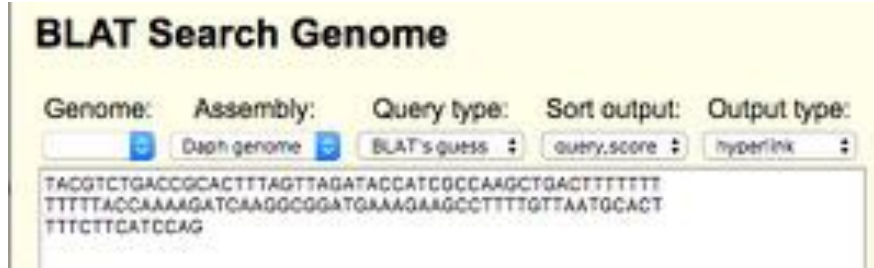 BLAT Search Genome
Genome: Assembly: Query type: Sort output: Output type:
Daph genome BLAT's guess query,score hyperlink
TACGTCTGACCGCACTTTAGTTAGATACCATCGCCAAGCTGACTTTTTTT
TTTTTACCAAAAGATCAAGGCGGATGAAAGAAGCCTTTTGTTAATGCACT
TTTCTTCATCCAG